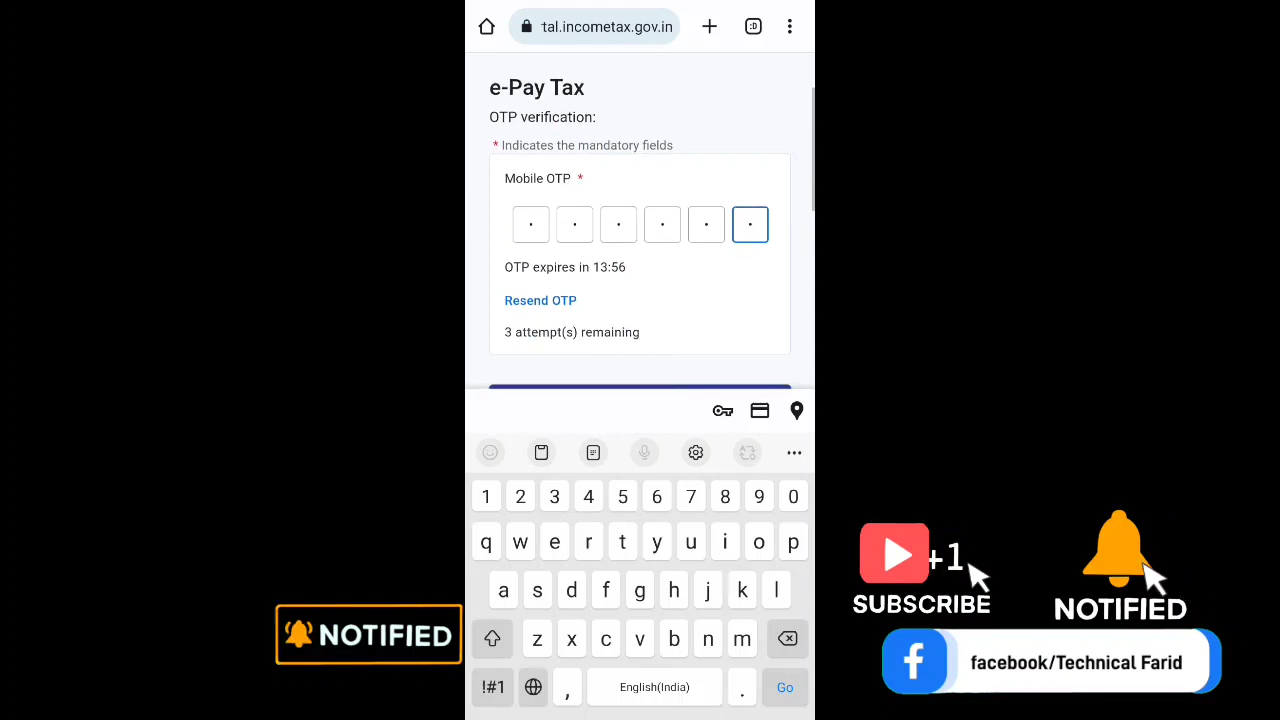 tal.incometax.gov.in
:D
e-Pay Tax
OTP verification:
* Indicates the mandatory fields
Mobile OTP *
OTP expires in 13:56
Resend OTP
3 attempt(s) remaining
1 2 3 4 5 6 7 8 9 0
q w e r t y u i o p
a s d f g h j k l
z x c v b n m
!#1 , English(India) . Go
+1
SUBSCRIBE
NOTIFIED
NOTIFIED
facebook/Technical Farid